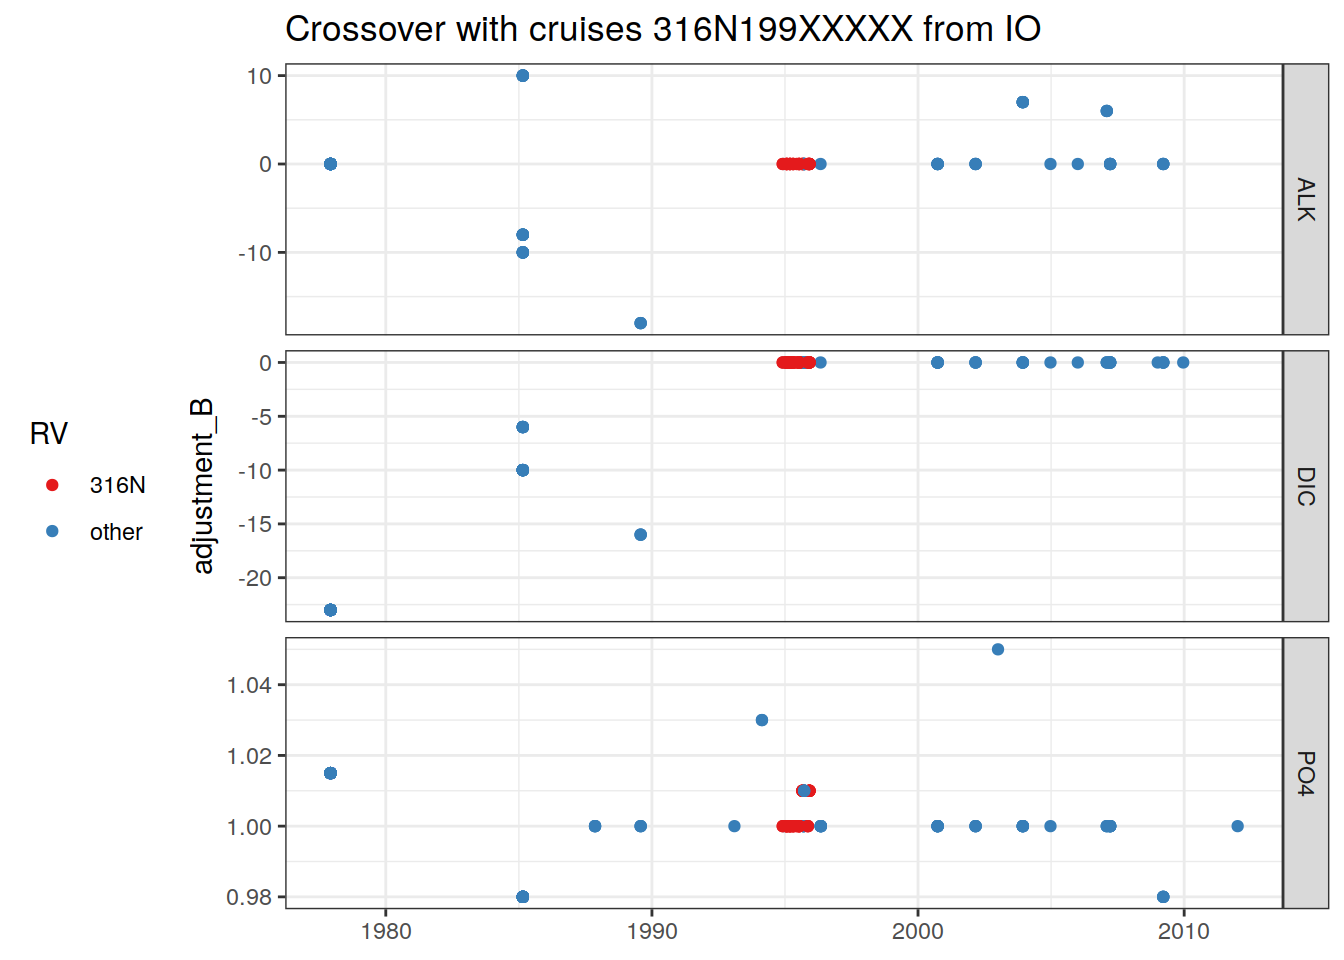 Crossover with cruises 316N199XXXXX from IO
10
0
-10
ALK
0
-5
-10
-15
-20
DIC
1.04
1.02
1.00
0.98
PO4
adjustment_B
1980
1990
2000
2010
RV
316N
other